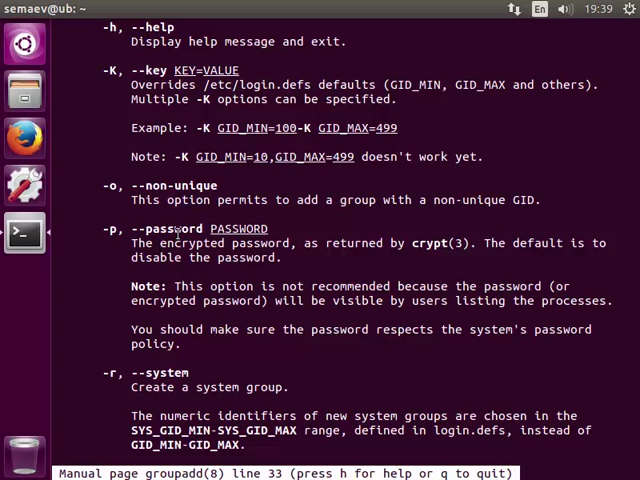 semaev@ub: ~
En
19:39
-h, --help
Display help message and exit.
-K, --key KEY=VALUE
Overrides /etc/login.defs defaults (GID_MIN, GID_MAX and others).
Multiple -K options can be specified.
Example: -K GID_MIN=100-K GID_MAX=499
Note: -K GID_MIN=10,GID_MAX=499 doesn't work yet.
-o, --non-unique
This option permits to add a group with a non-unique GID.
-p, --password PASSWORD
The encrypted password, as returned by crypt(3). The default is to
disable the password.
Note: This option is not recommended because the password (or
encrypted password) will be visible by users listing the processes.
You should make sure the password respects the system's password
policy.
-r, --system
Create a system group.
The numeric identifiers of new system groups are chosen in the
SYS_GID_MIN-SYS_GID_MAX range, defined in login.defs, instead of
GID_MIN-GID_MAX.
Manual page groupadd(8) line 33 (press h for help or q to quit)